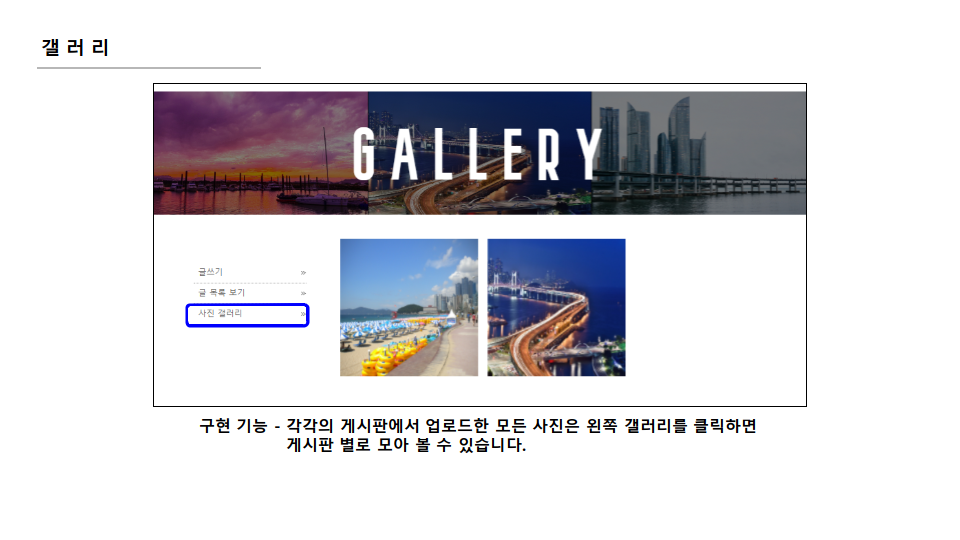 갤 러 리
GALLERY
글쓰기 »
글 목록 보기 »
사진 갤러리 »
구현 기능 - 각각의 게시판에서 업로드한 모든 사진은 왼쪽 갤러리를 클릭하면
게시판 별로 모아 볼 수 있습니다.